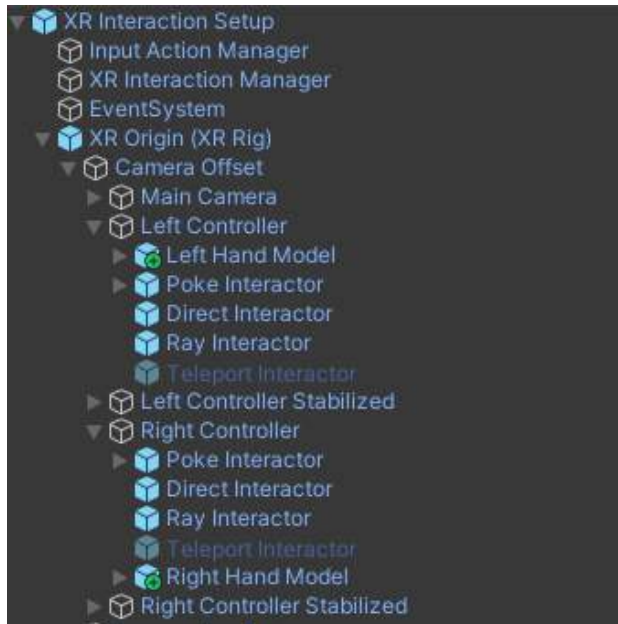 XR Interaction Setup
Input Action Manager
XR Interaction Manager
EventSystem
XR Origin (XR Rig)
Camera Offset
Main Camera
Left Controller
Left Hand Model
Poke Interactor
Direct Interactor
Ray Interactor
Teleport Interactor
Left Controller Stabilized
Right Controller
Poke Interactor
Direct Interactor
Ray Interactor
Teleport Interactor
Right Hand Model
Right Controller Stabilized